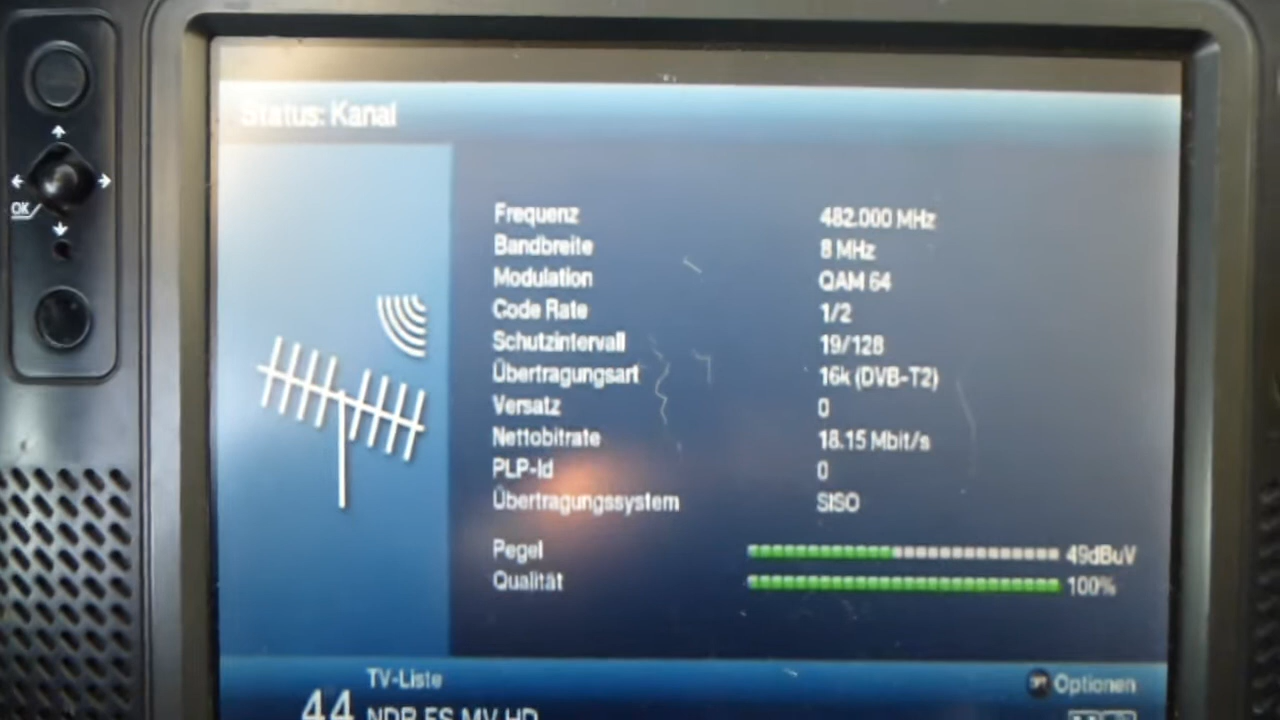 Status: Kanal
OK
Frequenz 482.000 MHz
Bandbreite 8 MHz
Modulation QAM 64
Code Rate 1/2
Schutzintervall 19/128
Übertragungsart 16k (DVB-T2)
Versatz 0
Nettobitrate 18.15 Mbit/s
PLP-Id 0
Übertragungssystem SISO
Pegel 49dBuV
Qualität 100%
TV-Liste
Optionen
44 NDR FS MV HD